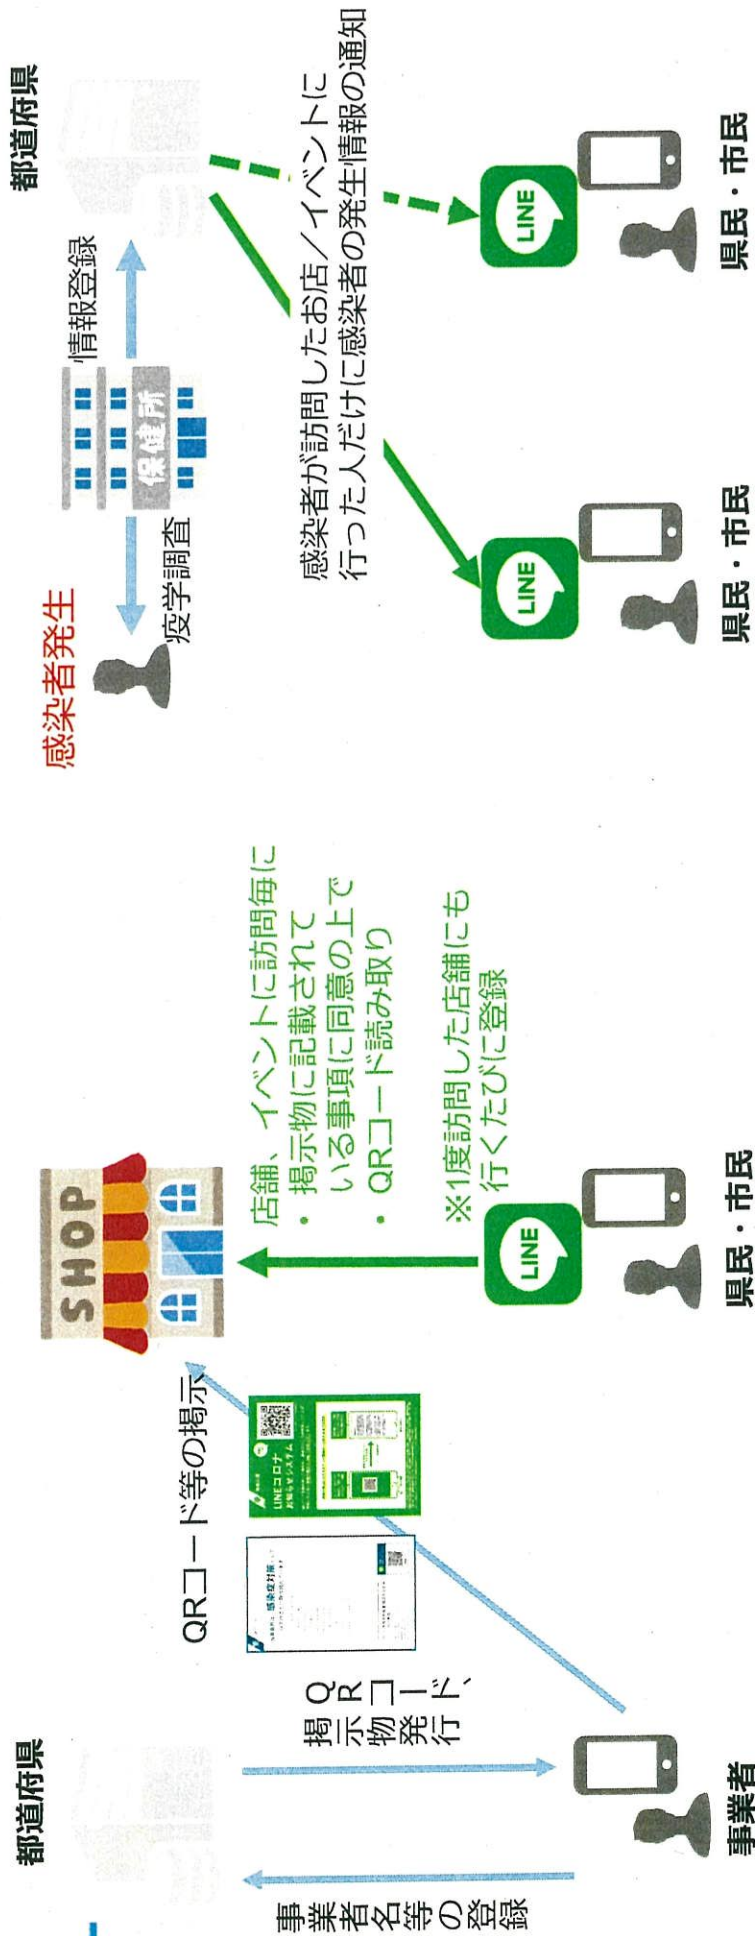 都道府県
事業者名等の登録
QRコード、
掲示物発行
事業者
QRコード等の掲示
感染症対策
LINEコロナ
お知らせシステム
SHOP
店舗、イベントに訪問毎に
・ 掲示物に記載されて
いる事項に同意の上で
・ QRコード読み取り
※1度訪問した店舗にも
行くたびに登録
LINE
県民・市民
感染者発生
疫学調査
保健所
情報登録
都道府県
感染者が訪問したお店／イベントに
行った人だけに感染者の発生情報の通知
LINE
県民・市民
LINE
県民・市民